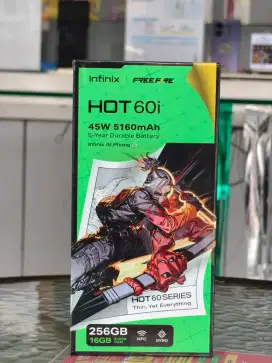 Infinix FREE FIRE
HOT 60i
45W 5160mAh
5-Year Durable Battery
Infinix AI Phone
HOT 60 SERIES
Thin, Yet Everything
256GB
16GB
NFC
GYRO